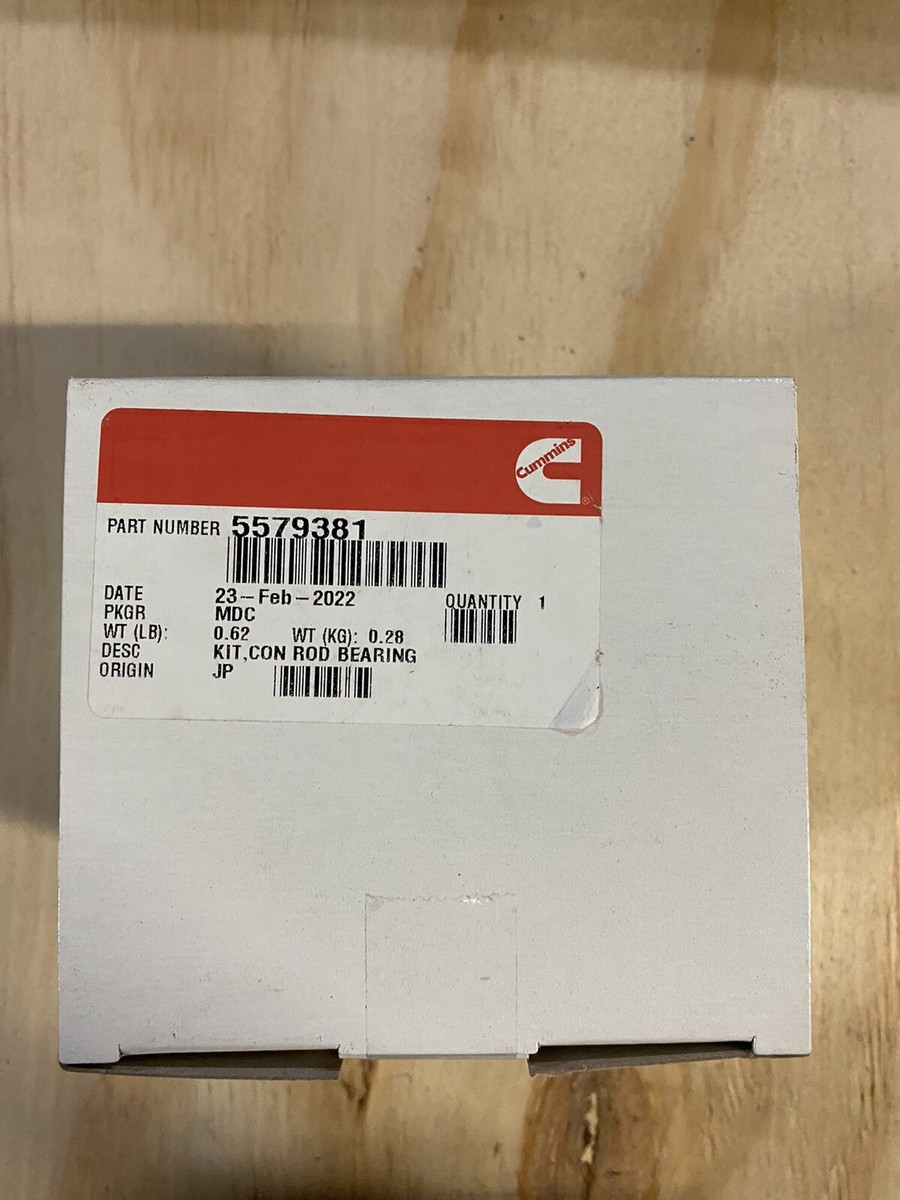 Cummins
®
PART NUMBER 5579381
DATE 23-Feb-2022
QUANTITY 1
PKGR MDC
WT (LB): 0.62 WT (KG): 0.28
DESC KIT,CON ROD BEARING
ORIGIN JP